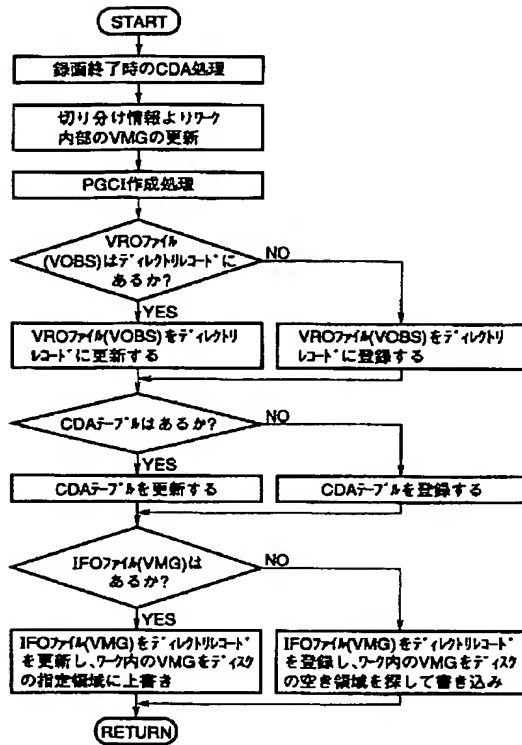 START
録画終了時のCDA処理
切り分け情報よりワーク
内部のVMGの更新
PGCI作成処理
VROファイル
(VOBS)はディレクトリレコードに
あるか?
NO
YES
VROファイル(VOBS)をディレクトリ
レコードに更新する
VROファイル(VOBS)をディレクトリ
レコードに登録する
CDAテーブルはあるか?
NO
YES
CDAテーブルを更新する
CDAテーブルを登録する
IFOファイル(VMG)は
あるか?
NO
YES
IFOファイル(VMG)をディレクトリレコード
を更新し、ワーク内のVMGをディスク
の指定領域に上書き
IFOファイル(VMG)をディレクトリレコード
を登録し、ワーク内のVMGをディスク
の空き領域を探して書き込み
RETURN